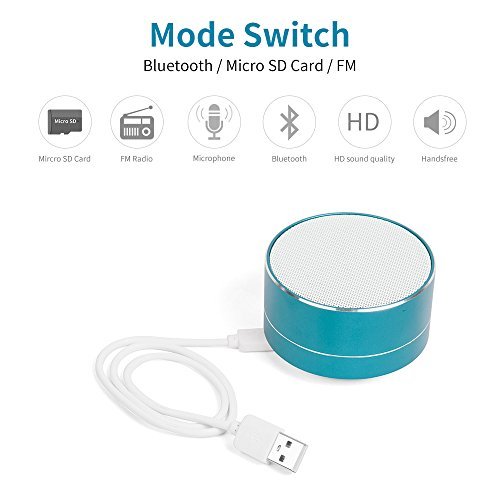 Mode Switch
Bluetooth / Micro SD Card / FM
Micro SD
HD
Mircro SD Card
FM Radio
Microphone
Bluetooth
HD sound quality
Handsfree